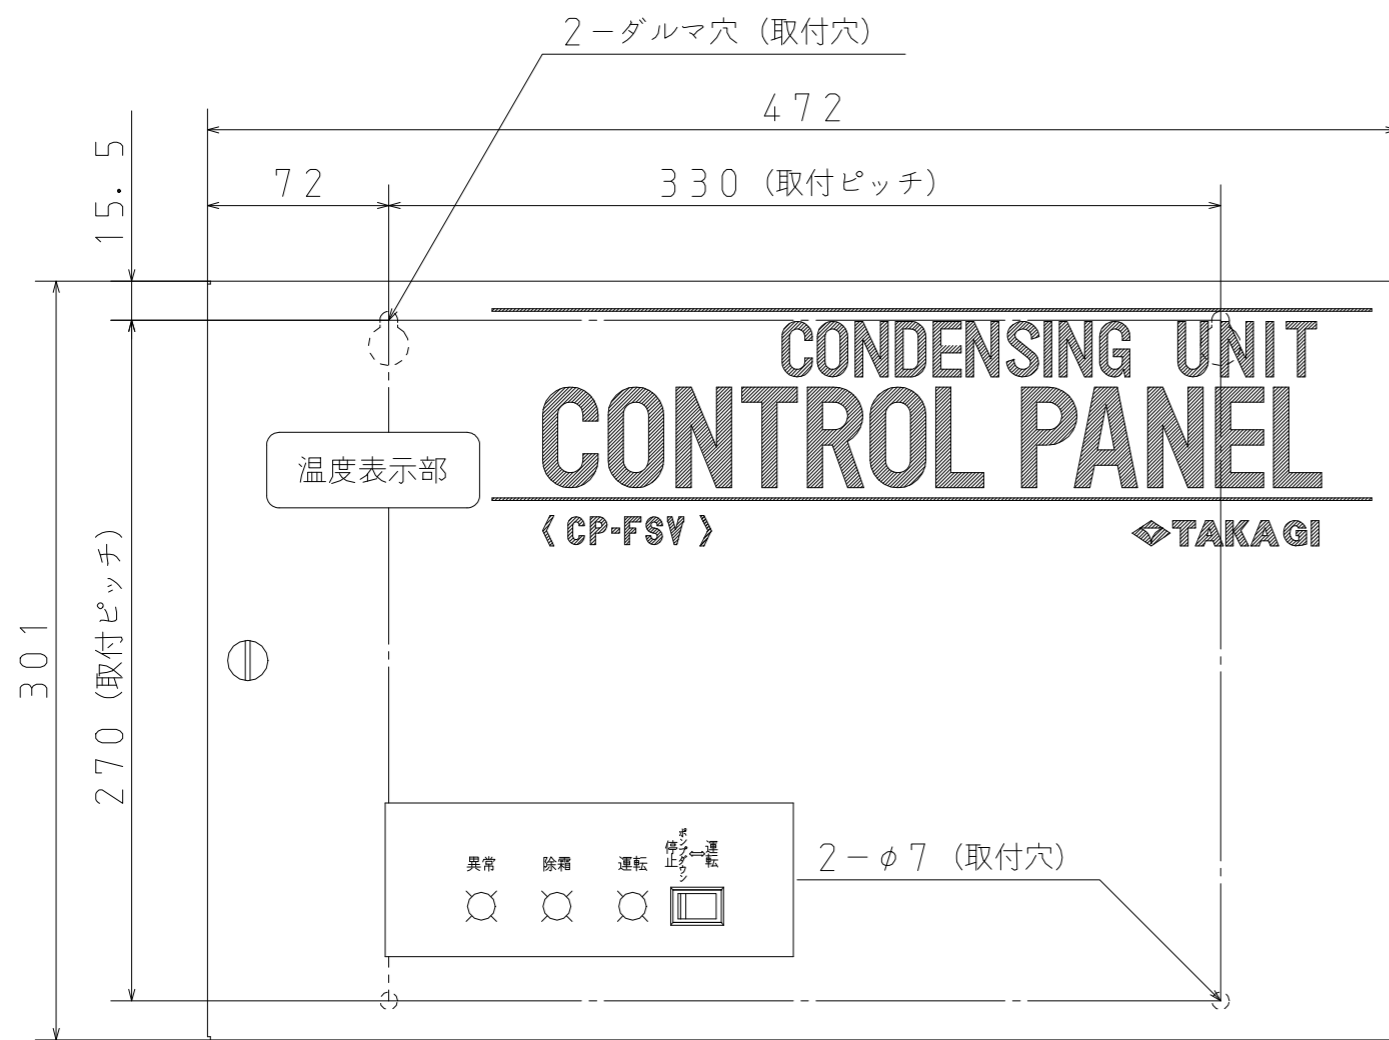 2-ダルマ穴 (取付穴)
472
15.5
72
330 (取付ピッチ)
CONDENSING UNIT
CONTROL PANEL
温度表示部
《 CP-FSV 》
TAKAGI
301
270 (取付ピッチ)
異常
除霜
運転
停止
ポンプダウン
⇔
運転
2-φ7 (取付穴)